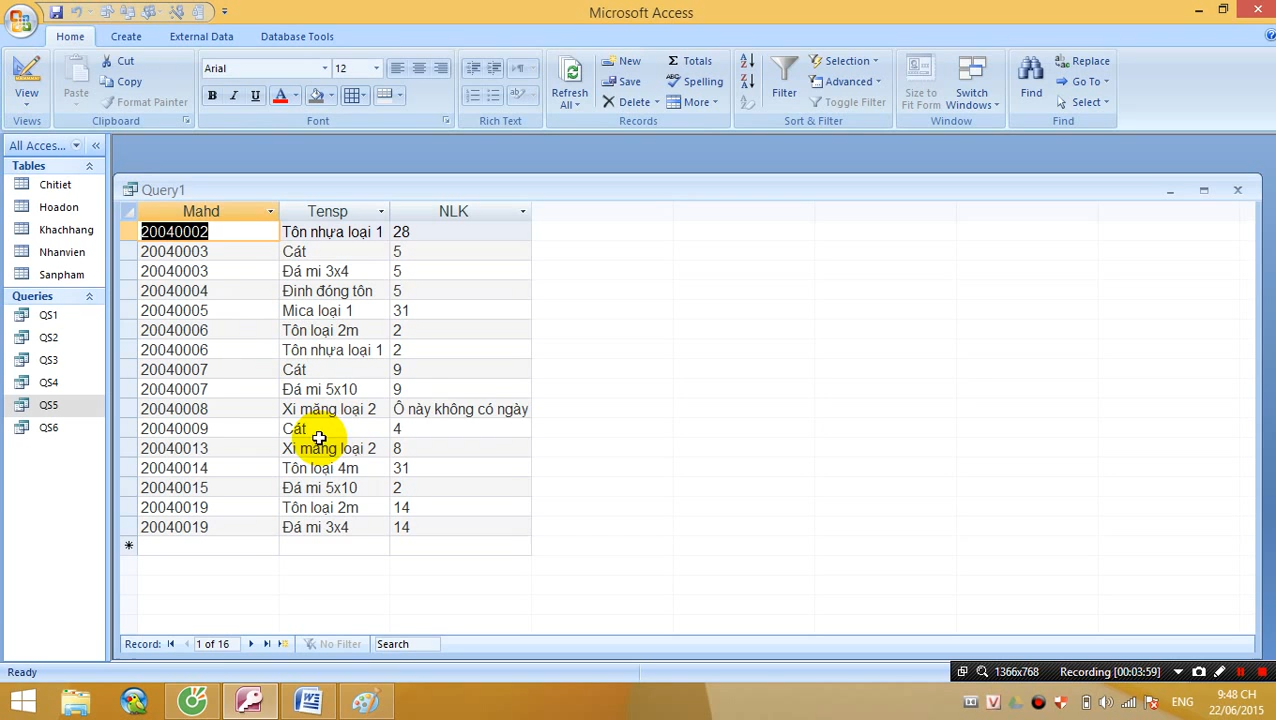 Microsoft Access
Home Create External Data Database Tools
View
Views
Paste
Cut
Copy
Format Painter
Clipboard
Arial 12
B I U A
Font
Rich Text
Refresh All
New
Save
Delete
Totals
Spelling
More
Records
Filter
Selection
Advanced
Toggle Filter
Sort & Filter
Size to Fit Form
Switch Windows
Window
Find
Replace
Go To
Select
Find
All Acces...
Tables
Chitiet
Hoadon
Khachhang
Nhanvien
Sanpham
Queries
QS1
QS2
QS3
QS4
QS5
QS6
Query1
Mahd Tensp NLK
20040002 Tôn nhựa loại 1 28
20040003 Cát 5
20040003 Đá mi 3x4 5
20040004 Đinh đóng tôn 5
20040005 Mica loại 1 31
20040006 Tôn loại 2m 2
20040006 Tôn nhựa loại 1 2
20040007 Cát 9
20040007 Đá mi 5x10 9
20040008 Xi măng loại 2 Ô này không có ngày
20040009 Cát 4
20040013 Xi măng loại 2 8
20040014 Tôn loại 4m 31
20040015 Đá mi 5x10 2
20040019 Tôn loại 2m 14
20040019 Đá mi 3x4 14
Record: 1 of 16 No Filter Search
Ready
1366x768 Recording [00:03:59]
9:48 CH
22/06/2015